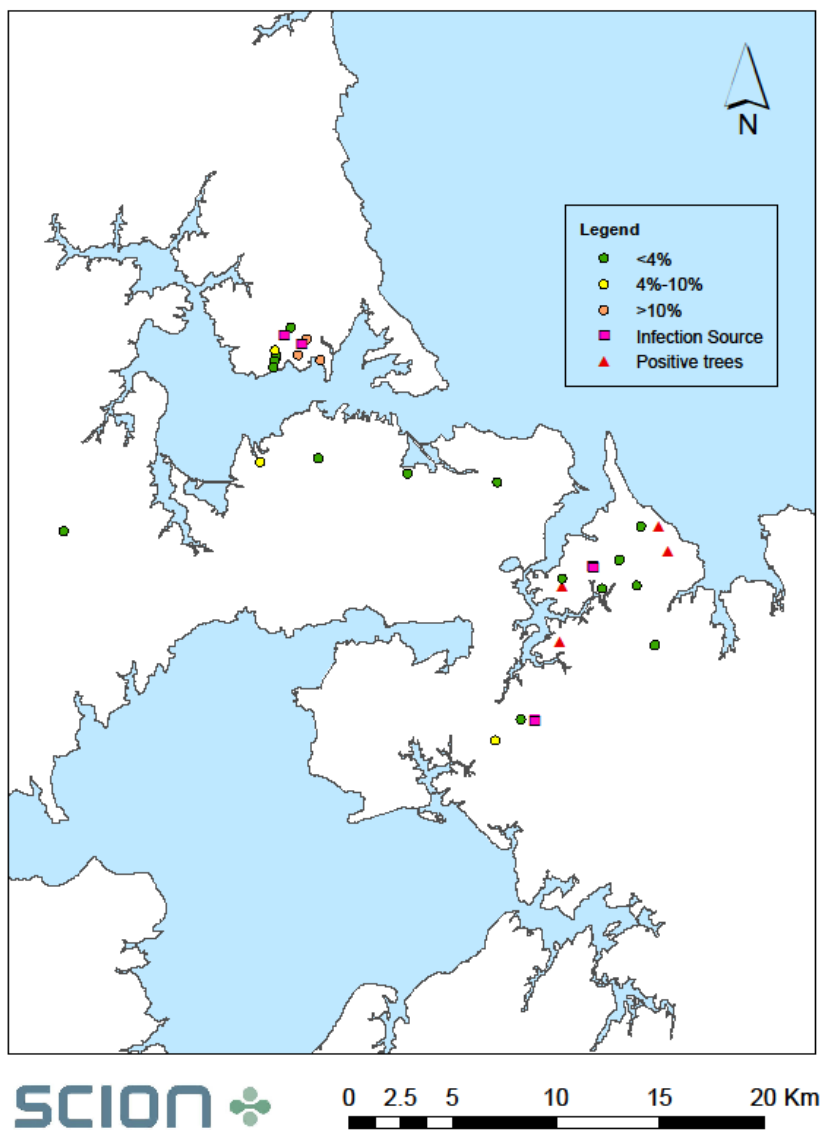 N
Legend
<4%
4%-10%
>10%
Infection Source
Positive trees
SCION
0 2.5 5 10 15 20 Km